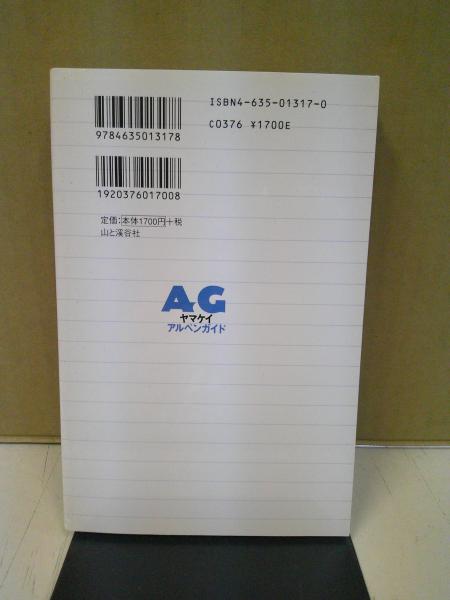 ISBN4-635-01317-0
C0376 ¥1700E
9784635013178
1920376017008
定価:本体1700円+税
山と溪谷社
AG
ヤマケイ
アルペンガイド